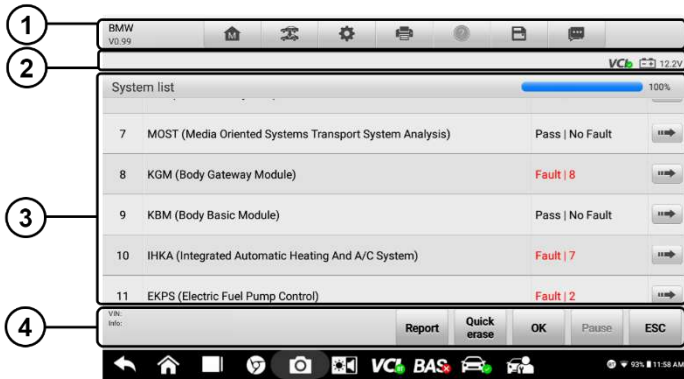 1
BMW
V0.99
2
VCI 12.2V
System list 100%
7 MOST (Media Oriented Systems Transport System Analysis) Pass | No Fault
8 KGM (Body Gateway Module) Fault | 8
3
9 KBM (Body Basic Module) Pass | No Fault
10 IHKA (Integrated Automatic Heating And A/C System) Fault | 7
11 EKPS (Electric Fuel Pump Control) Fault | 2
4
VIN:
Info:
Report Quick erase OK Pause ESC
VCI BAS 93% 11:58 AM